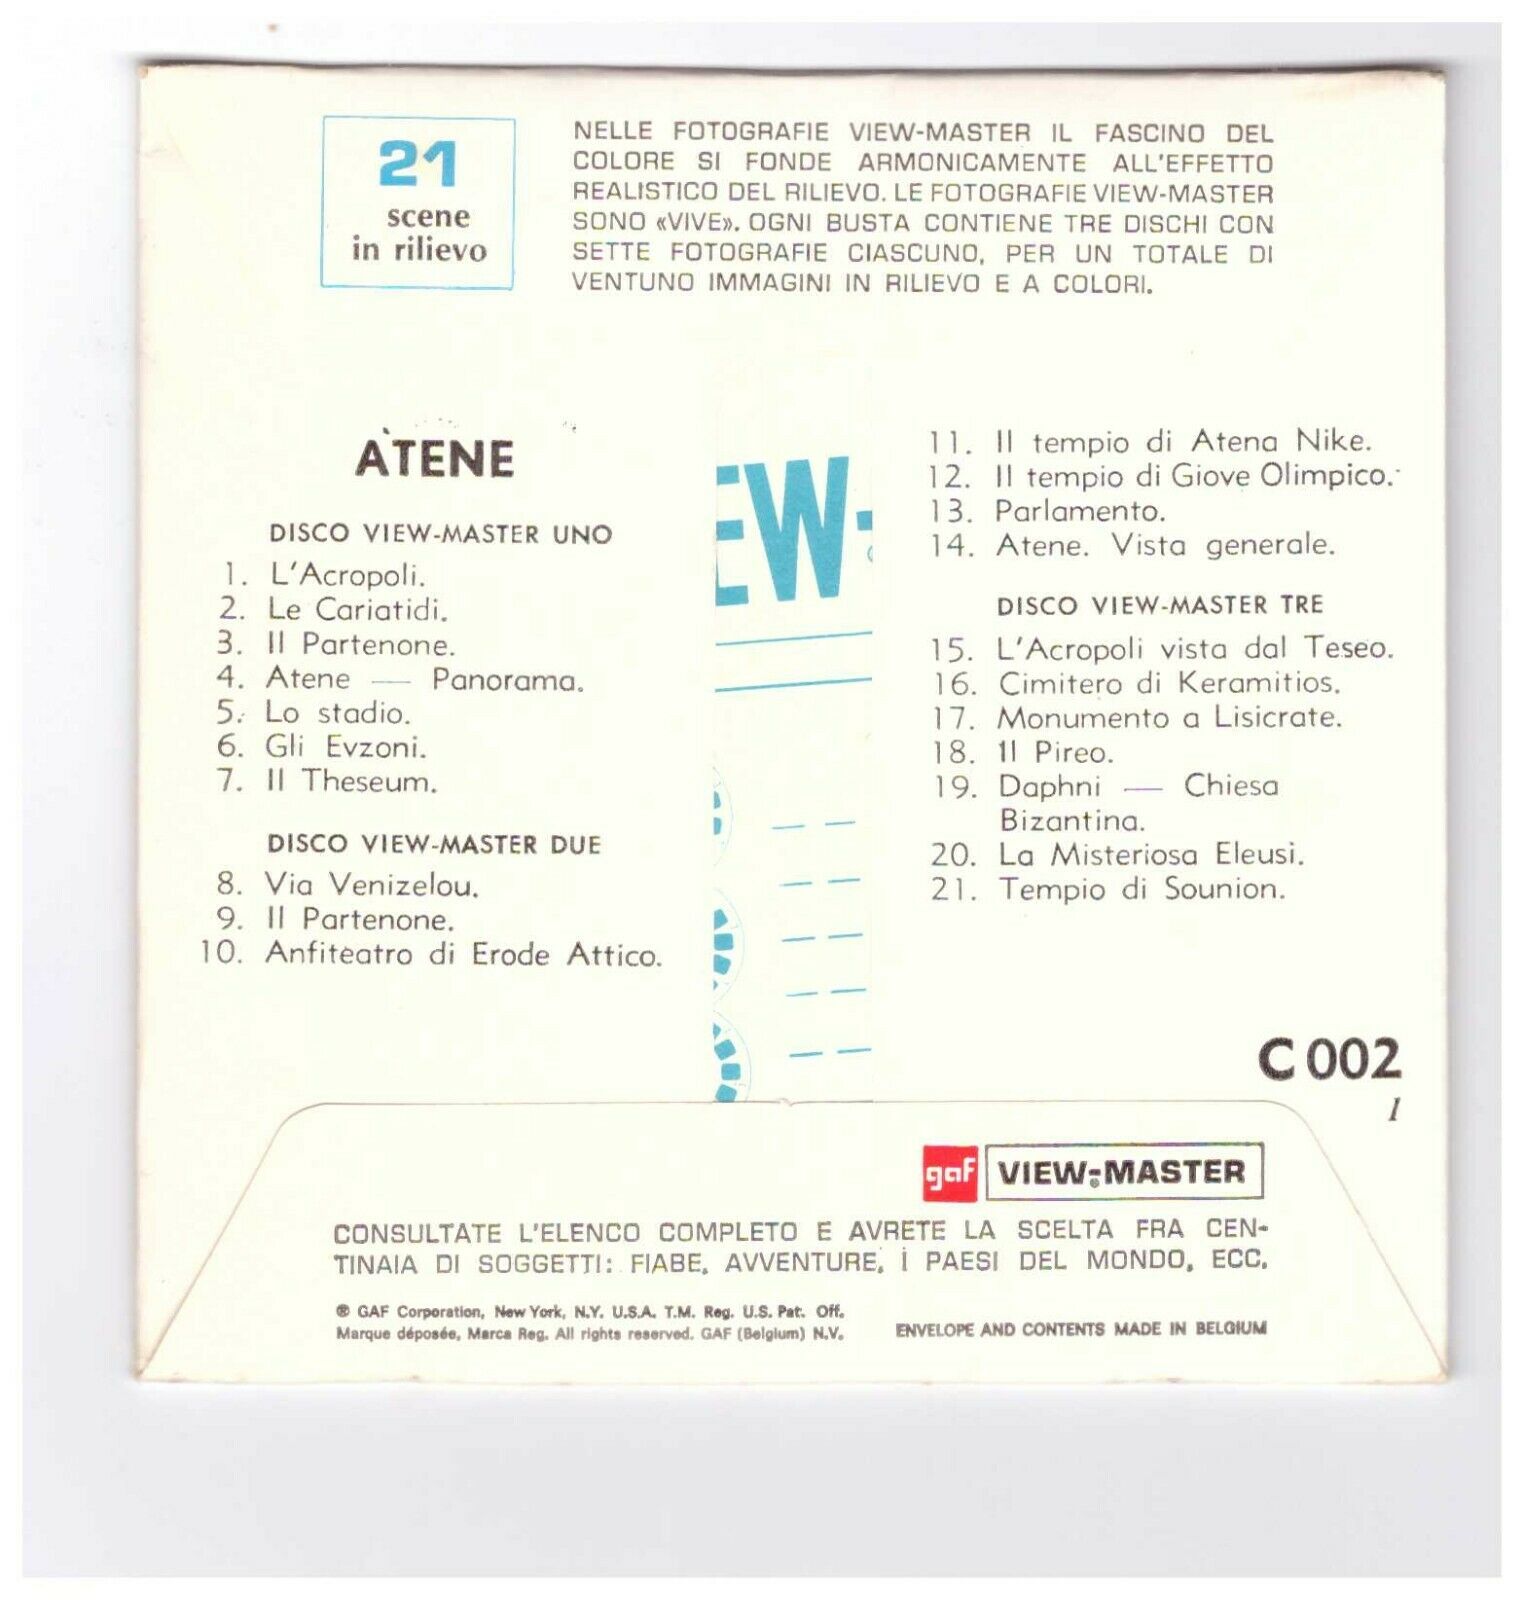 21
scene
in rilievo
NELLE FOTOGRAFIE VIEW-MASTER IL FASCINO DEL
COLORE SI FONDE ARMONICAMENTE ALL'EFFETTO
REALISTICO DEL RILIEVO. LE FOTOGRAFIE VIEW-MASTER
SONO «VIVE». OGNI BUSTA CONTIENE TRE DISCHI CON
SETTE FOTOGRAFIE CIASCUNO, PER UN TOTALE DI
VENTUNO IMMAGINI IN RILIEVO E A COLORI.
ATENE
DISCO VIEW-MASTER UNO
1. L'Acropoli.
2. Le Cariatidi.
3. Il Partenone.
4. Atene — Panorama.
5. Lo stadio.
6. Gli Evzoni.
7. Il Theseum.
DISCO VIEW-MASTER DUE
8. Via Venizelou.
9. Il Partenone.
10. Anfiteatro di Erode Attico.
EW-
11. Il tempio di Atena Nike.
12. Il tempio di Giove Olimpico.
13. Parlamento.
14. Atene. Vista generale.
DISCO VIEW-MASTER TRE
15. L'Acropoli vista dal Teseo.
16. Cimitero di Keramitios.
17. Monumento a Lisicrate.
18. Il Pireo.
19. Daphni — Chiesa
Bizantina.
20. La Misteriosa Eleusi.
21. Tempio di Sounion.
C 002
I
gaf VIEW-MASTER
CONSULTATE L'ELENCO COMPLETO E AVRETE LA SCELTA FRA CEN-
TINAIA DI SOGGETTI: FIABE, AVVENTURE, I PAESI DEL MONDO, ECC.
® GAF Corporation, New York, N.Y. U.S.A. T.M. Reg. U.S. Pat. Off.
Marque déposée, Marca Reg. All rights reserved. GAF (Belgium) N.V.
ENVELOPE AND CONTENTS MADE IN BELGIUM